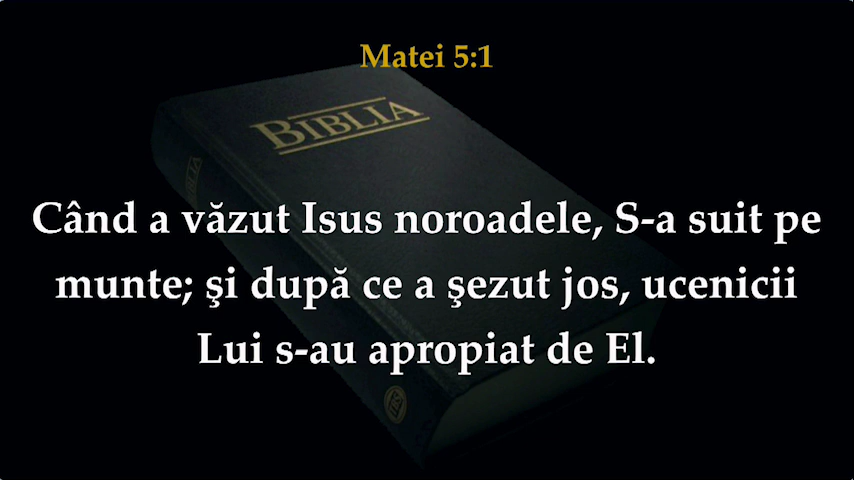 Matei 5:1
BIBLIA
BIBLIA
Când a văzut Isus noroadele, S-a suit pe
munte; şi după ce a şezut jos, ucenicii
Lui s-au apropiat de El.